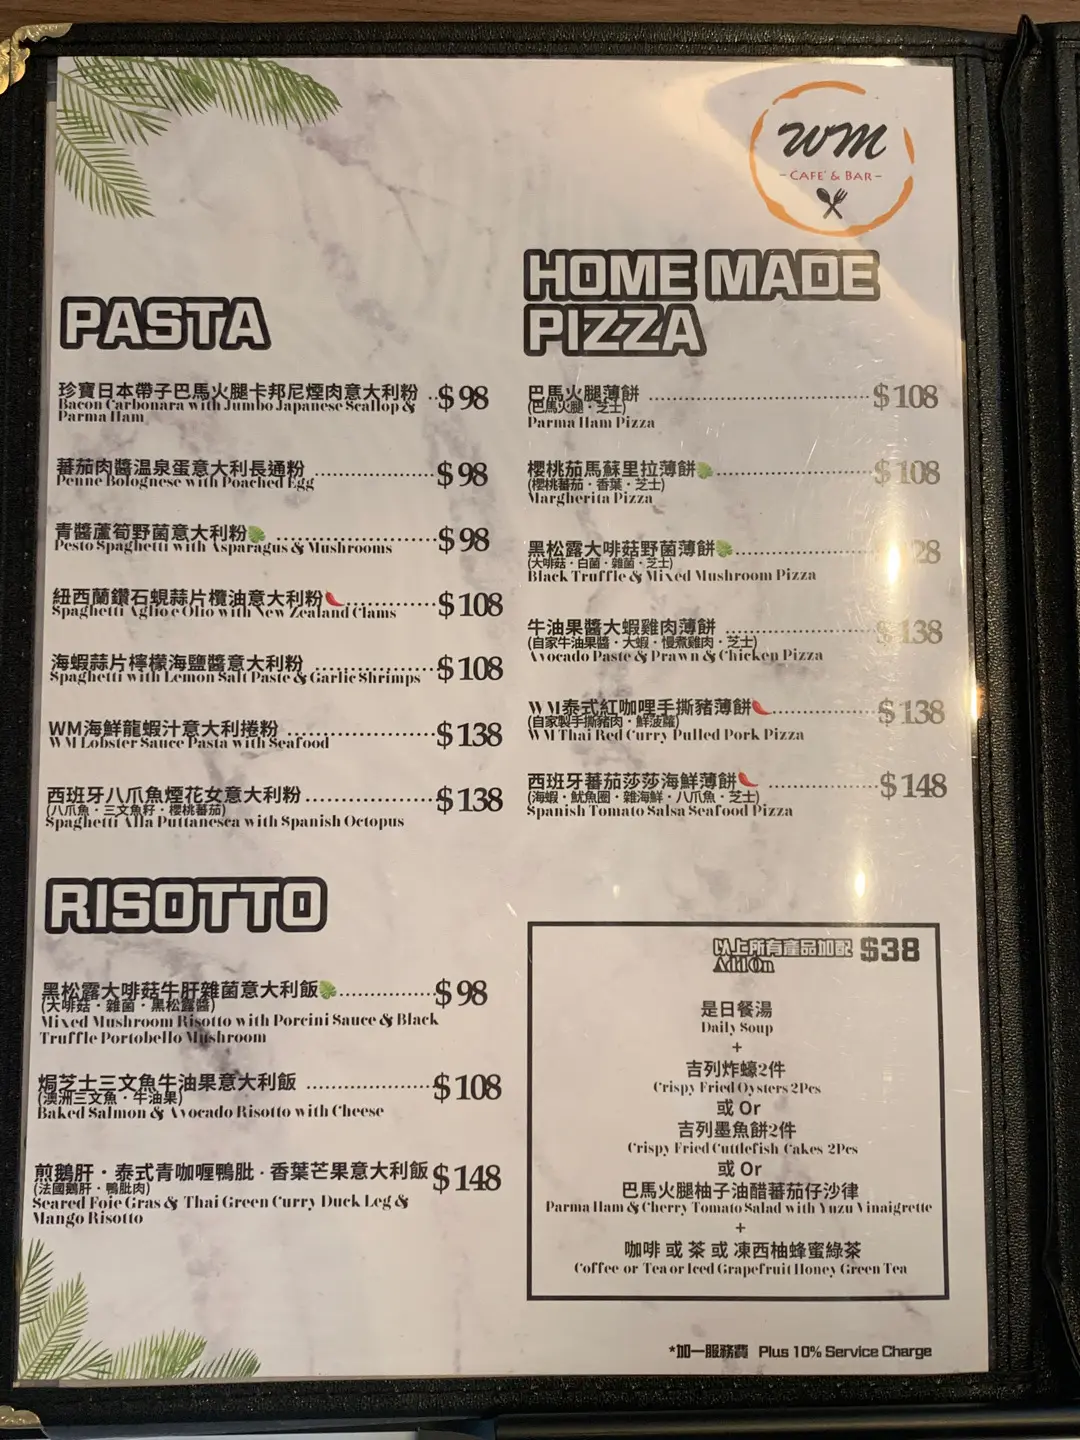 WM
- CAFE' & BAR -
PASTA
珍寶日本帶子巴馬火腿卡邦尼煙肉意大利粉 ..$98
Bacon Carbonara with Jumbo Japanese Scallop &
Parma Ham
蕃茄肉醬溫泉蛋意大利長通粉 ................ $98
Penne Bolognese with Poached Egg
青醬蘆筍野菌意大利粉 ...................... $98
Pesto Spaghetti with Asparagus & Mushrooms
紐西蘭鑽石蜆蒜片欖油意大利粉 ............ $108
Spaghetti Aglio e Olio with New Zealand Clams
海蝦蒜片檸檬海鹽醬意大利粉 ............... $108
Spaghetti with Lemon Salt Paste & Garlic Shrimps
WM海鮮龍蝦汁意大利捲粉 ................... $138
WM Lobster Sauce Pasta with Seafood
西班牙八爪魚煙花女意大利粉 ................ $138
(八爪魚・三文魚籽・櫻桃蕃茄)
Spaghetti Alla Puttanesca with Spanish Octopus
RISOTTO
黑松露大啡菇牛肝雜菌意大利飯 ............. $98
(大啡菇・雜菌・黑松露醬)
Mixed Mushroom Risotto with Porcini Sauce & Black
Truffle Portobello Mushroom
焗芝士三文魚牛油果意大利飯 ................. $108
(澳洲三文魚・牛油果)
Baked Salmon & Avocado Risotto with Cheese
煎鵝肝・泰式青咖喱鴨肶・香葉芒果意大利飯 $148
(法國鵝肝・鴨肶肉)
Seared Foie Gras & Thai Green Curry Duck Leg &
Mango Risotto
HOME MADE
PIZZA
巴馬火腿薄餅 ............................... $108
(巴馬火腿・芝士)
Parma Ham Pizza
櫻桃茄馬蘇里拉薄餅 ...................... $108
(櫻桃蕃茄・香葉・芝士)
Margherita Pizza
黑松露大啡菇野菌薄餅 .................... 28
(大啡菇・白菌・雜菌・芝士)
Black Truffle & Mixed Mushroom Pizza
牛油果醬大蝦雞肉薄餅 ..................... $138
(自家牛油果醬・大蝦・慢煮雞肉・芝士)
Avocado Paste & Prawn & Chicken Pizza
WM泰式紅咖哩手撕豬薄餅 ................ $138
(自家製手撕豬肉・鮮菠蘿)
WM Thai Red Curry Pulled Pork Pizza
西班牙蕃茄莎莎海鮮薄餅 ................ $148
(海蝦・魷魚圈・雜海鮮・八爪魚・芝士)
Spanish Tomato Salsa Seafood Pizza
以上所有產品加配 $38
Add On
是日餐湯
Daily Soup
+
吉列炸蠔2件
Crispy Fried Oysters 2Pcs
或 Or
吉列墨魚餅2件
Crispy Fried Cuttlefish Cakes 2Pcs
或 Or
巴馬火腿柚子油醋蕃茄仔沙律
Parma Ham & Cherry Tomato Salad with Yuzu Vinaigrette
+
咖啡 或 茶 或 凍西柚蜂蜜綠茶
Coffee or Tea or Iced Grapefruit Honey Green Tea
*加一服務費 Plus 10% Service Charge